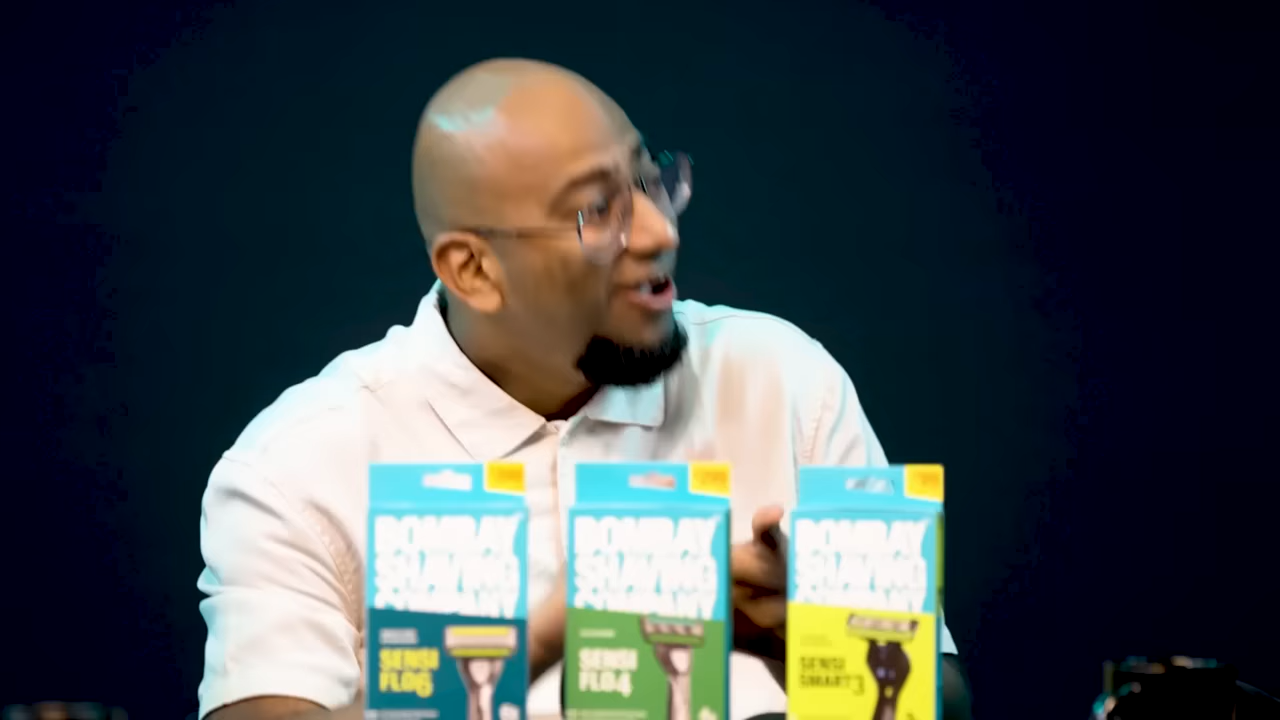 BOMBAY
SHAVING
COMPANY
SENSI
FLO6
BOMBAY
SHAVING
COMPANY
SENSI
FLO4
BOMBAY
SHAVING
COMPANY
SENSI
SMART3